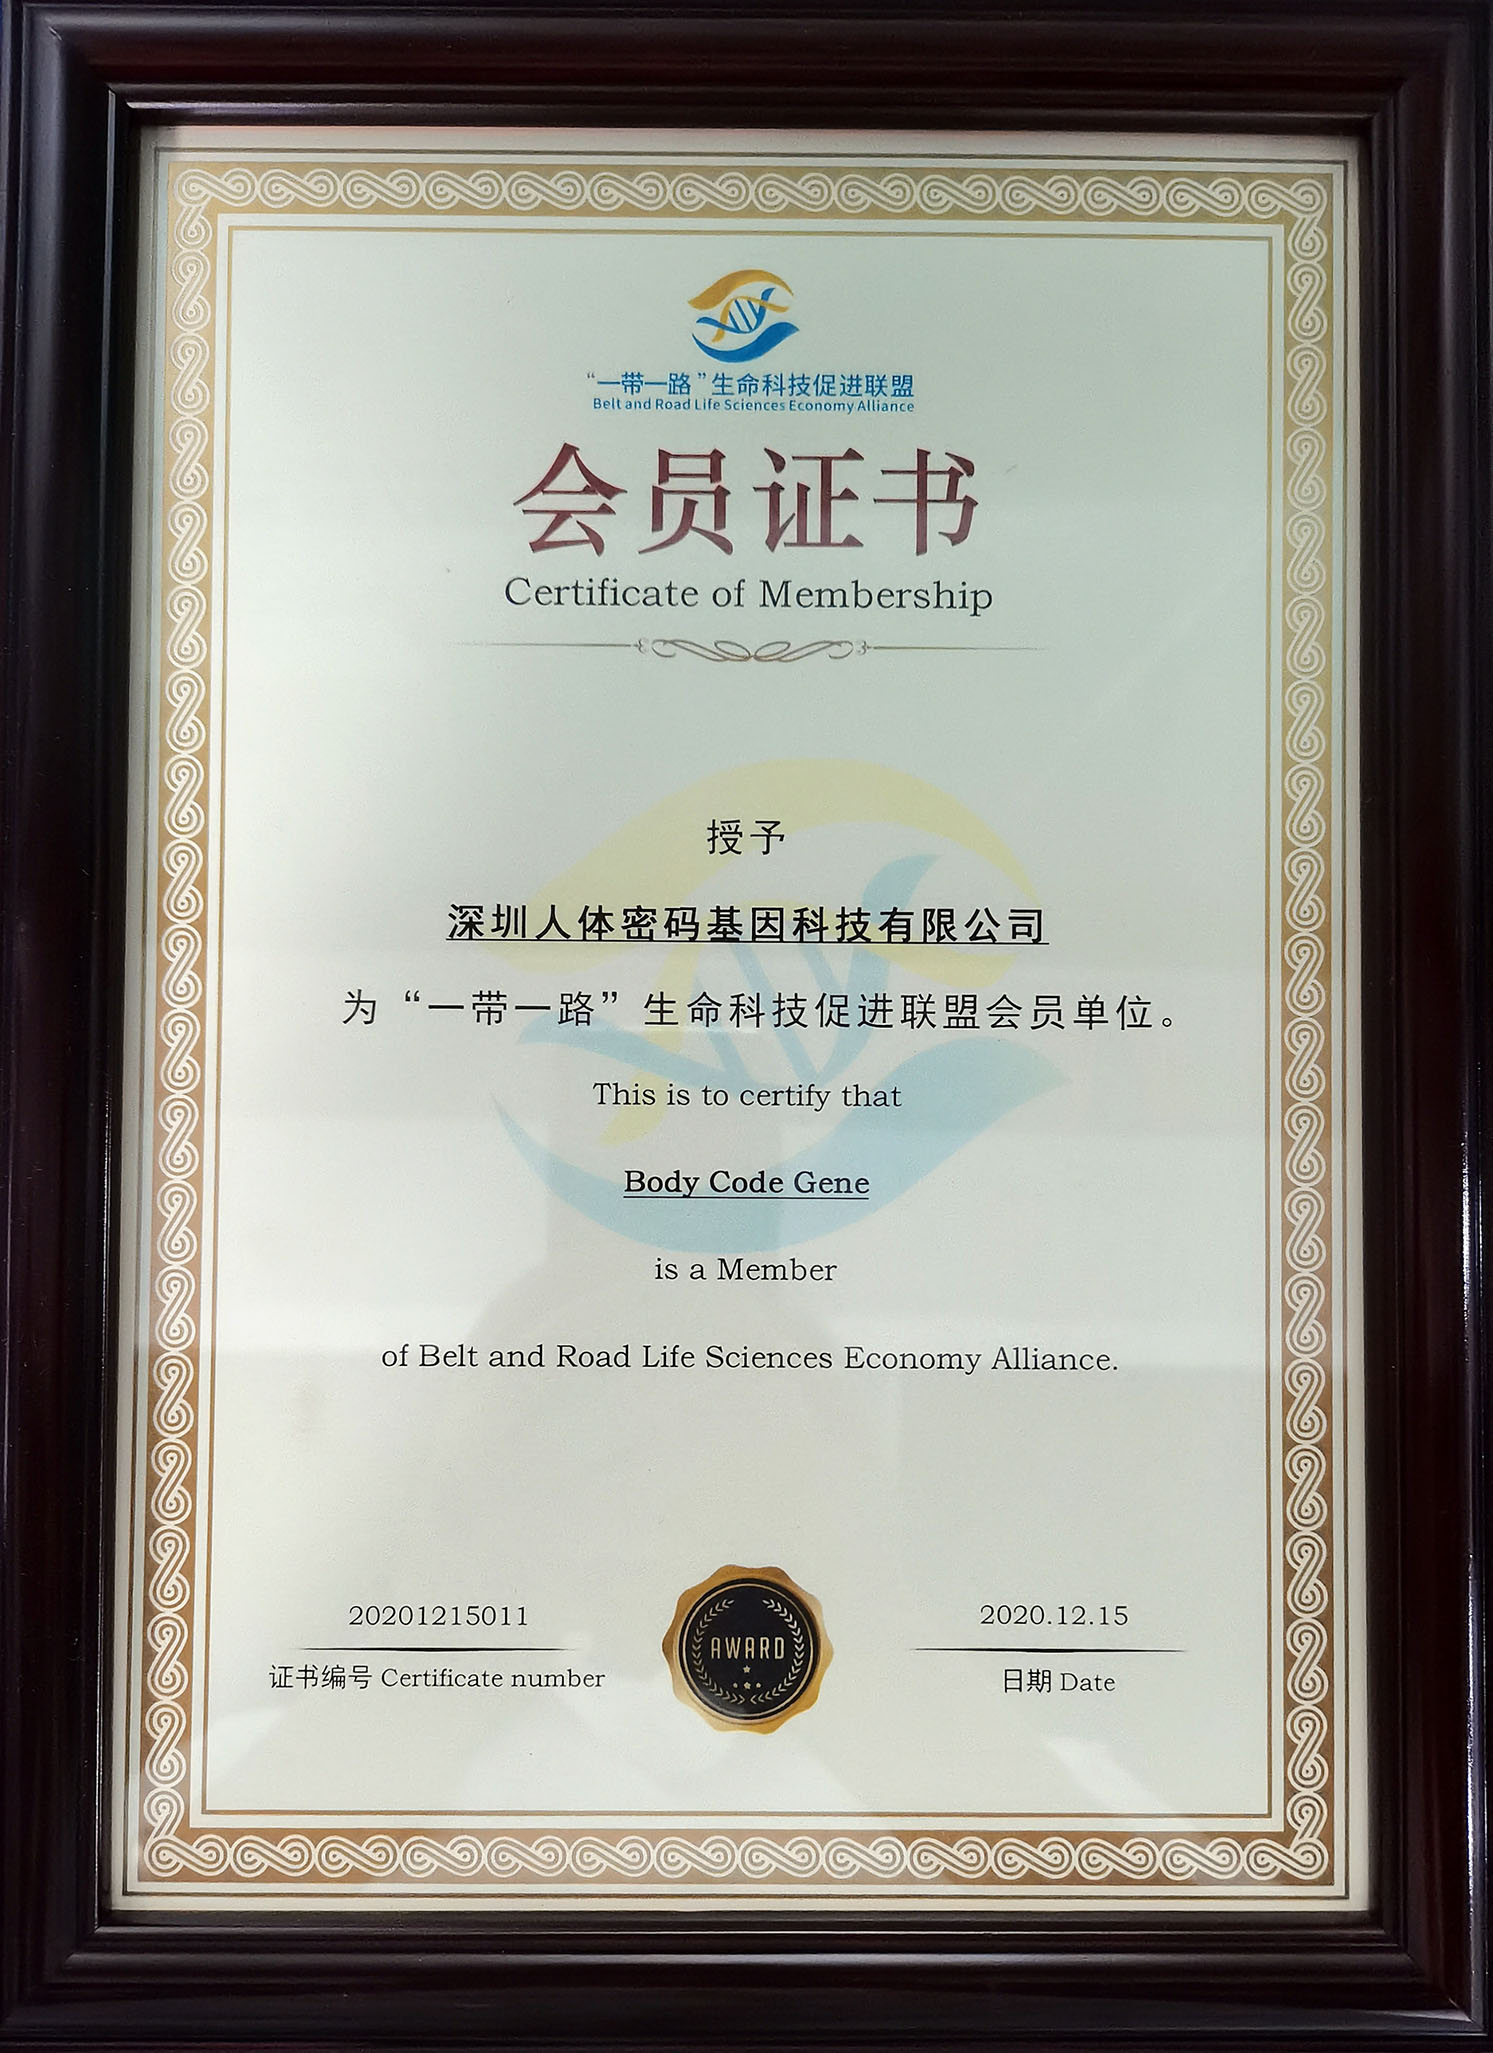 “一带一路”生命科技促进联盟
Belt and Road Life Sciences Economy Alliance
会员证书
Certificate of Membership
授予
深圳人体密码基因科技有限公司
为“一带一路”生命科技促进联盟会员单位。
This is to certify that
Body Code Gene
is a Member
of Belt and Road Life Sciences Economy Alliance.
20201215011
证书编号 Certificate number
AWARD
2020.12.15
日期 Date